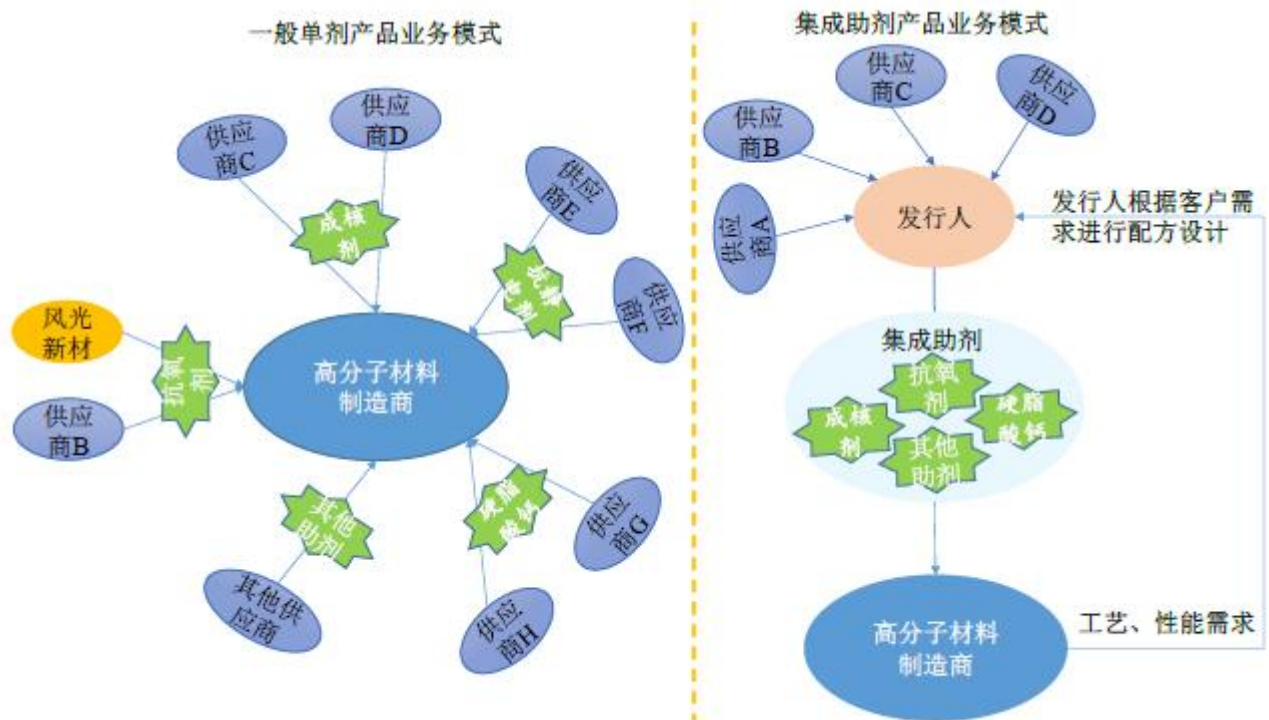 一般单剂产品业务模式
供应
商C
供应
商D
供应
商E
供应
商F
成核
剂
风光
新材
抗氧
剂
供应
商B
高分子材料
制造商
其他
助剂
其他供
应商
硬脂
酸钙
供应
商G
供应
商H
集成助剂产品业务模式
供应
商A
供应
商B
供应
商C
供应
商D
发行人
发行人根据客户需
求进行配方设计
集成助剂
抗氧
剂
成核
剂
硬脂
酸钙
其他
助剂
高分子材料
制造商
工艺、性能需求